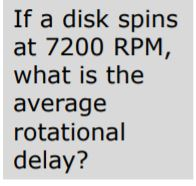 If a disk spins
at 7200 RPM,
what is the
average
rotational
delay?